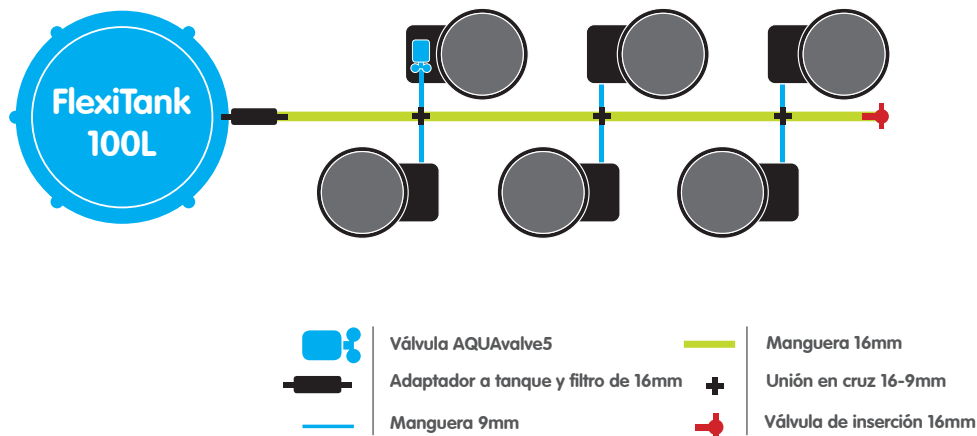 FlexiTank
100L
Válvula AQUAvalve5
Adaptador a tanque y filtro de 16mm
Manguera 9mm
Manguera 16mm
Unión en cruz 16-9mm
Válvula de inserción 16mm